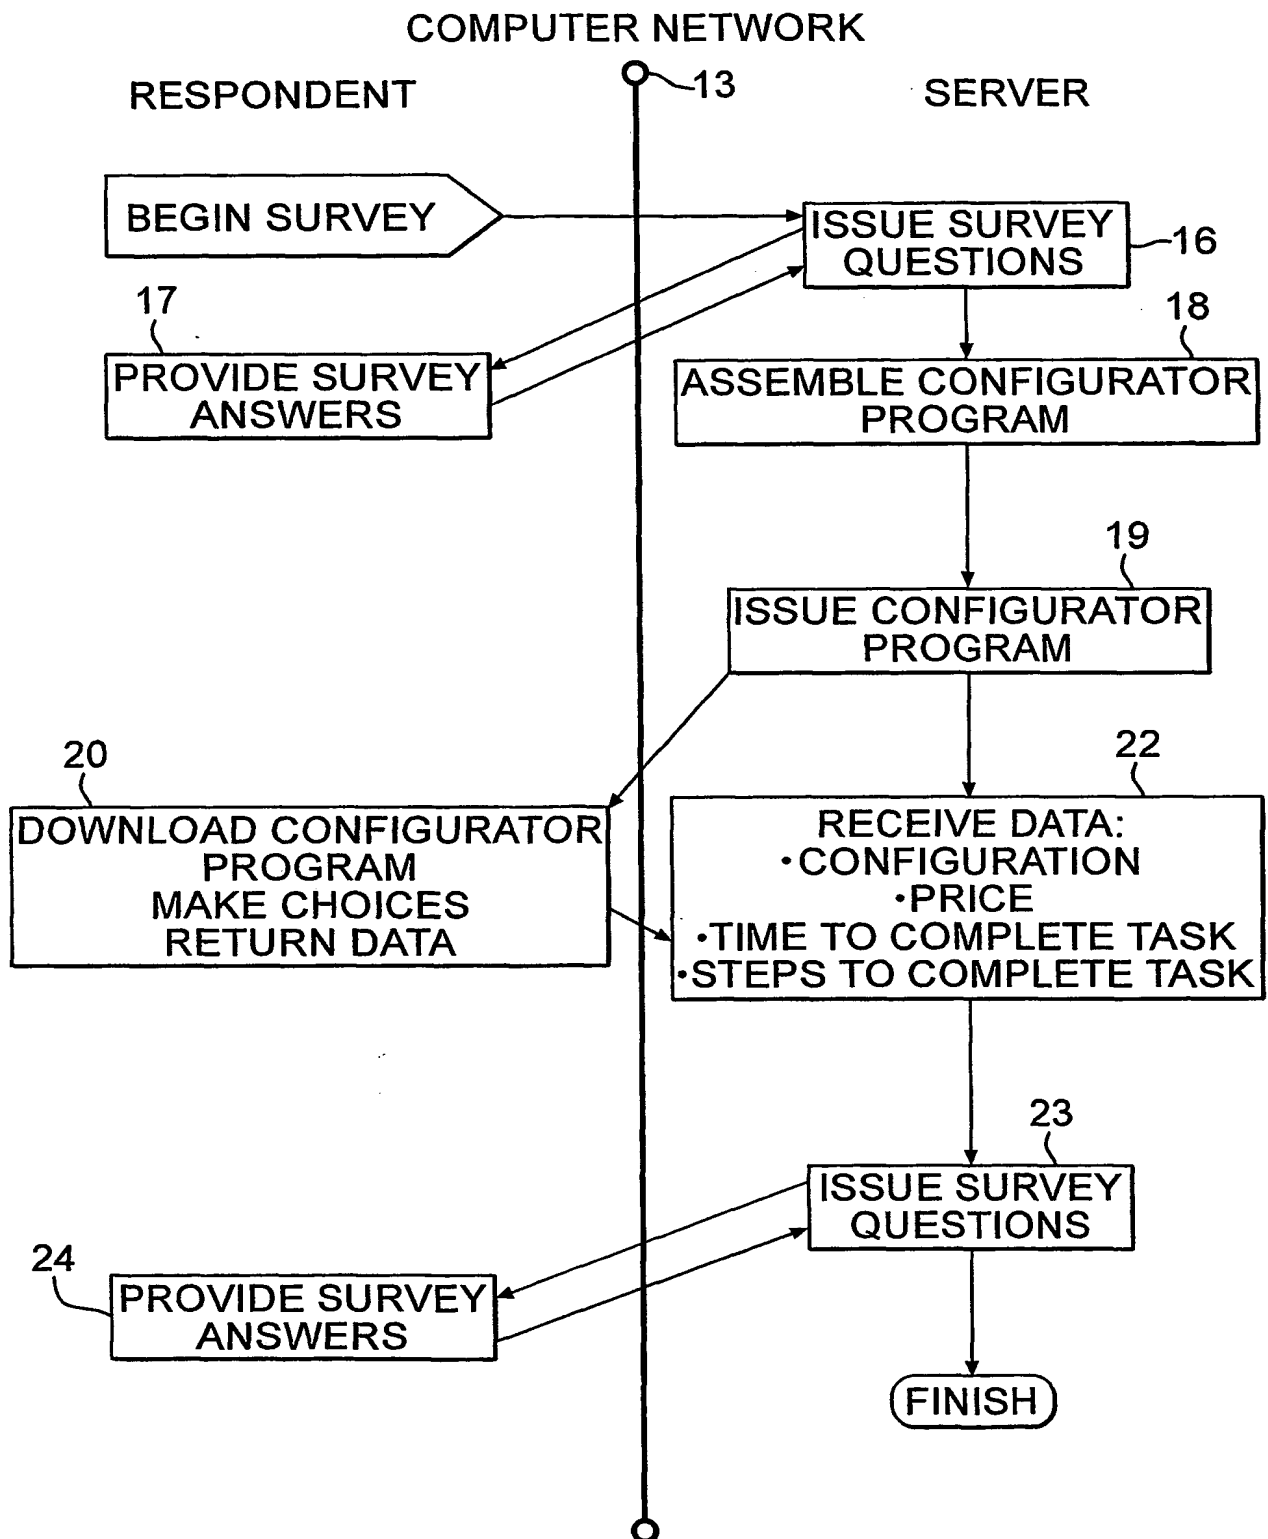 COMPUTER NETWORK
13
RESPONDENT
SERVER
BEGIN SURVEY
ISSUE SURVEY
QUESTIONS
16
17
PROVIDE SURVEY
ANSWERS
18
ASSEMBLE CONFIGURATOR
PROGRAM
19
ISSUE CONFIGURATOR
PROGRAM
20
DOWNLOAD CONFIGURATOR
PROGRAM
MAKE CHOICES
RETURN DATA
22
RECEIVE DATA:
•CONFIGURATION
•PRICE
•TIME TO COMPLETE TASK
•STEPS TO COMPLETE TASK
23
ISSUE SURVEY
QUESTIONS
24
PROVIDE SURVEY
ANSWERS
FINISH